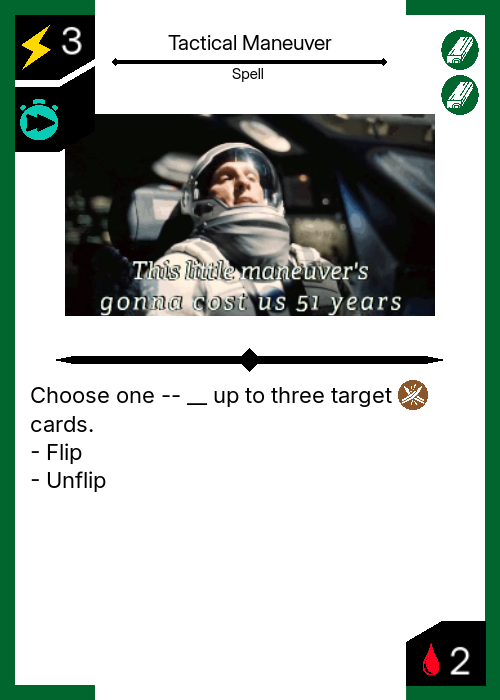 3
Tactical Maneuver
Spell
This little maneuver's
gonna cost us 51 years
Choose one -- __ up to three target
cards.
- Flip
- Unflip
2